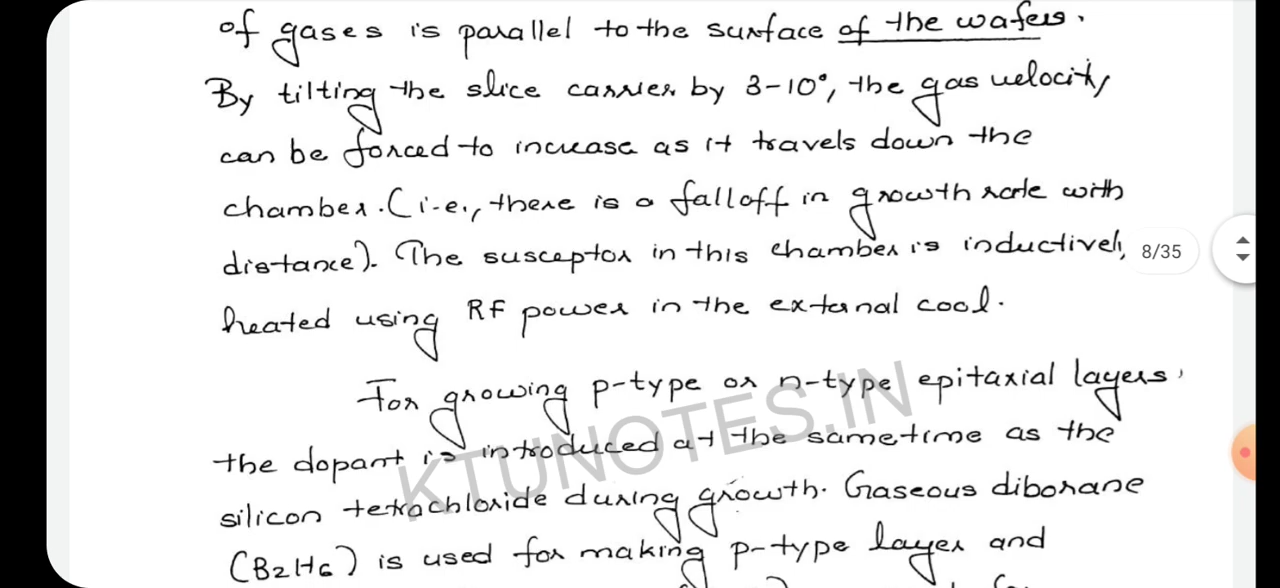 of gases is parallel to the surface of the wafers.
By tilting the slice carrier by 3-10°, the gas velocity
can be forced to increase as it travels down the
chamber. (i.e., there is a falloff in growth rate with
distance). The susceptor in this chamber is inductively
8/35
heated using RF power in the external cool.
For growing p-type or n-type epitaxial layers,
the dopant is introduced at the sametime as the
silicon tetrachloride during growth. Gaseous diborane
(B2H6) is used for making p-type layer and
KTUNOTES.IN